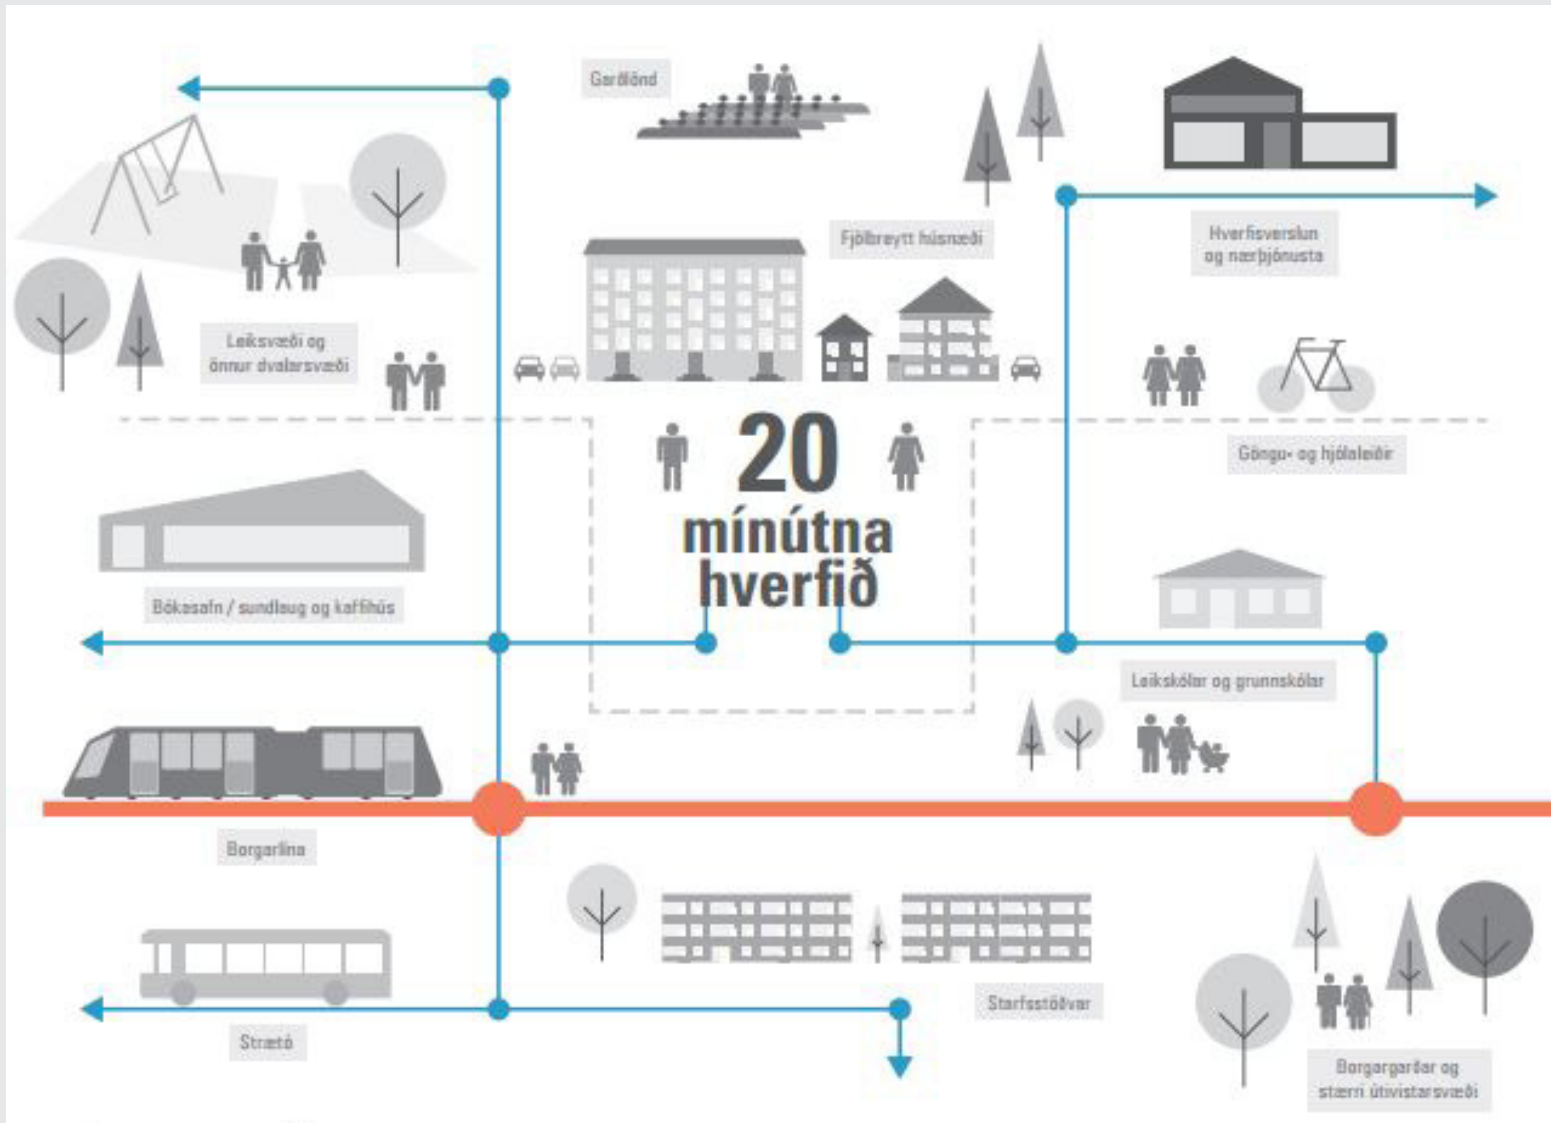 Garðlönd
Fjölbreytt húsnæði
Hverfisverslun
og nærþjónusta
Leiksvæði og
önnur dvalarsvæði
20
mínútna
hverfið
Göngu- og hjólaleiðir
Bókasafn / sundlaug og kaffihús
Leikskólar og grunnskólar
Borgarlína
Starfsstöðvar
Strætó
Borgargarðar og
stærri útivistarsvæði